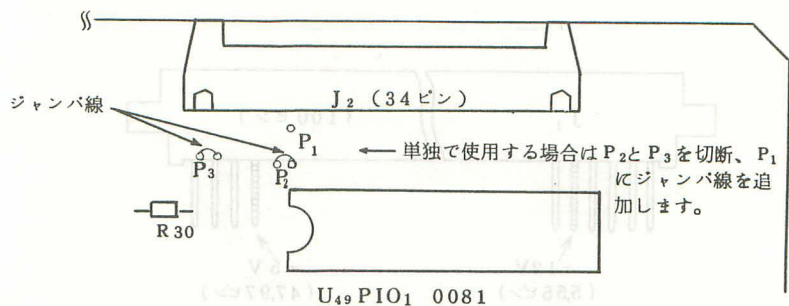 J₂ (34ピン)
ジャンパ線
P₁
P₃
P₂
← 単独で使用する場合はP₂とP₃を切断、P₁
にジャンパ線を追
加します。
R30
U₄₉ PIO₁ 0081